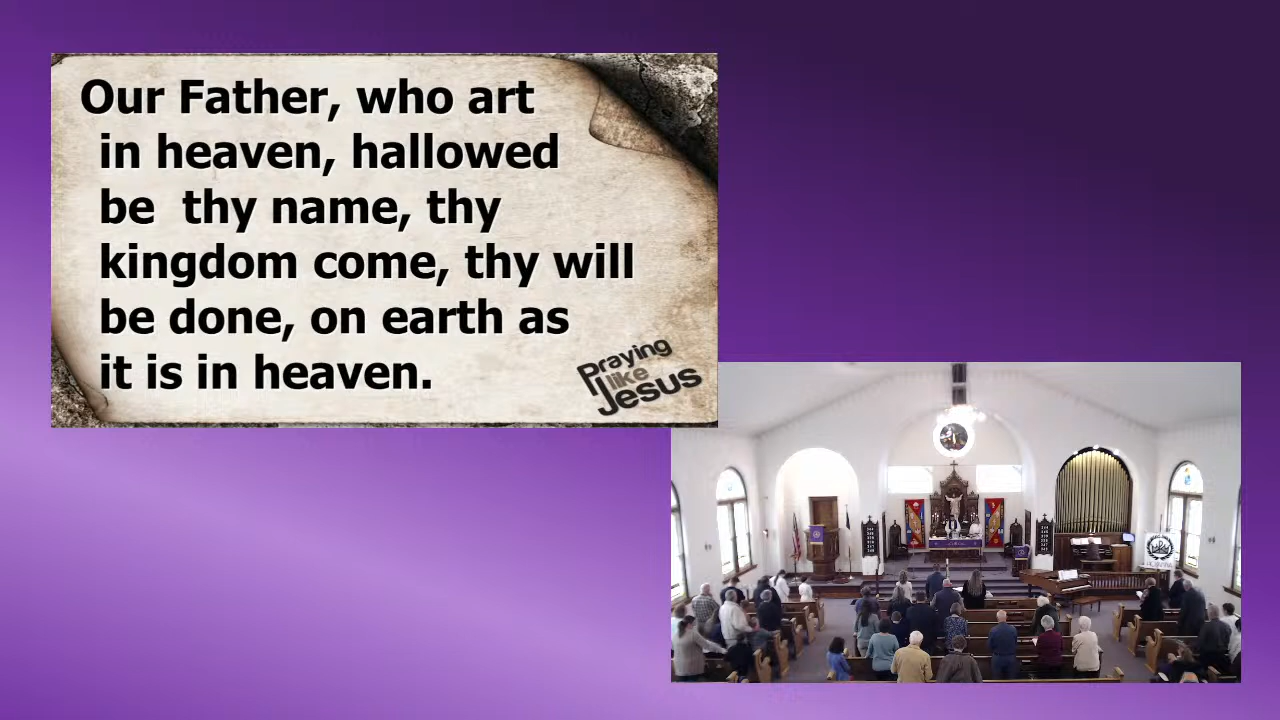 Our Father, who art
in heaven, hallowed
be thy name, thy
kingdom come, thy will
be done, on earth as
it is in heaven.
Praying
like
Jesus